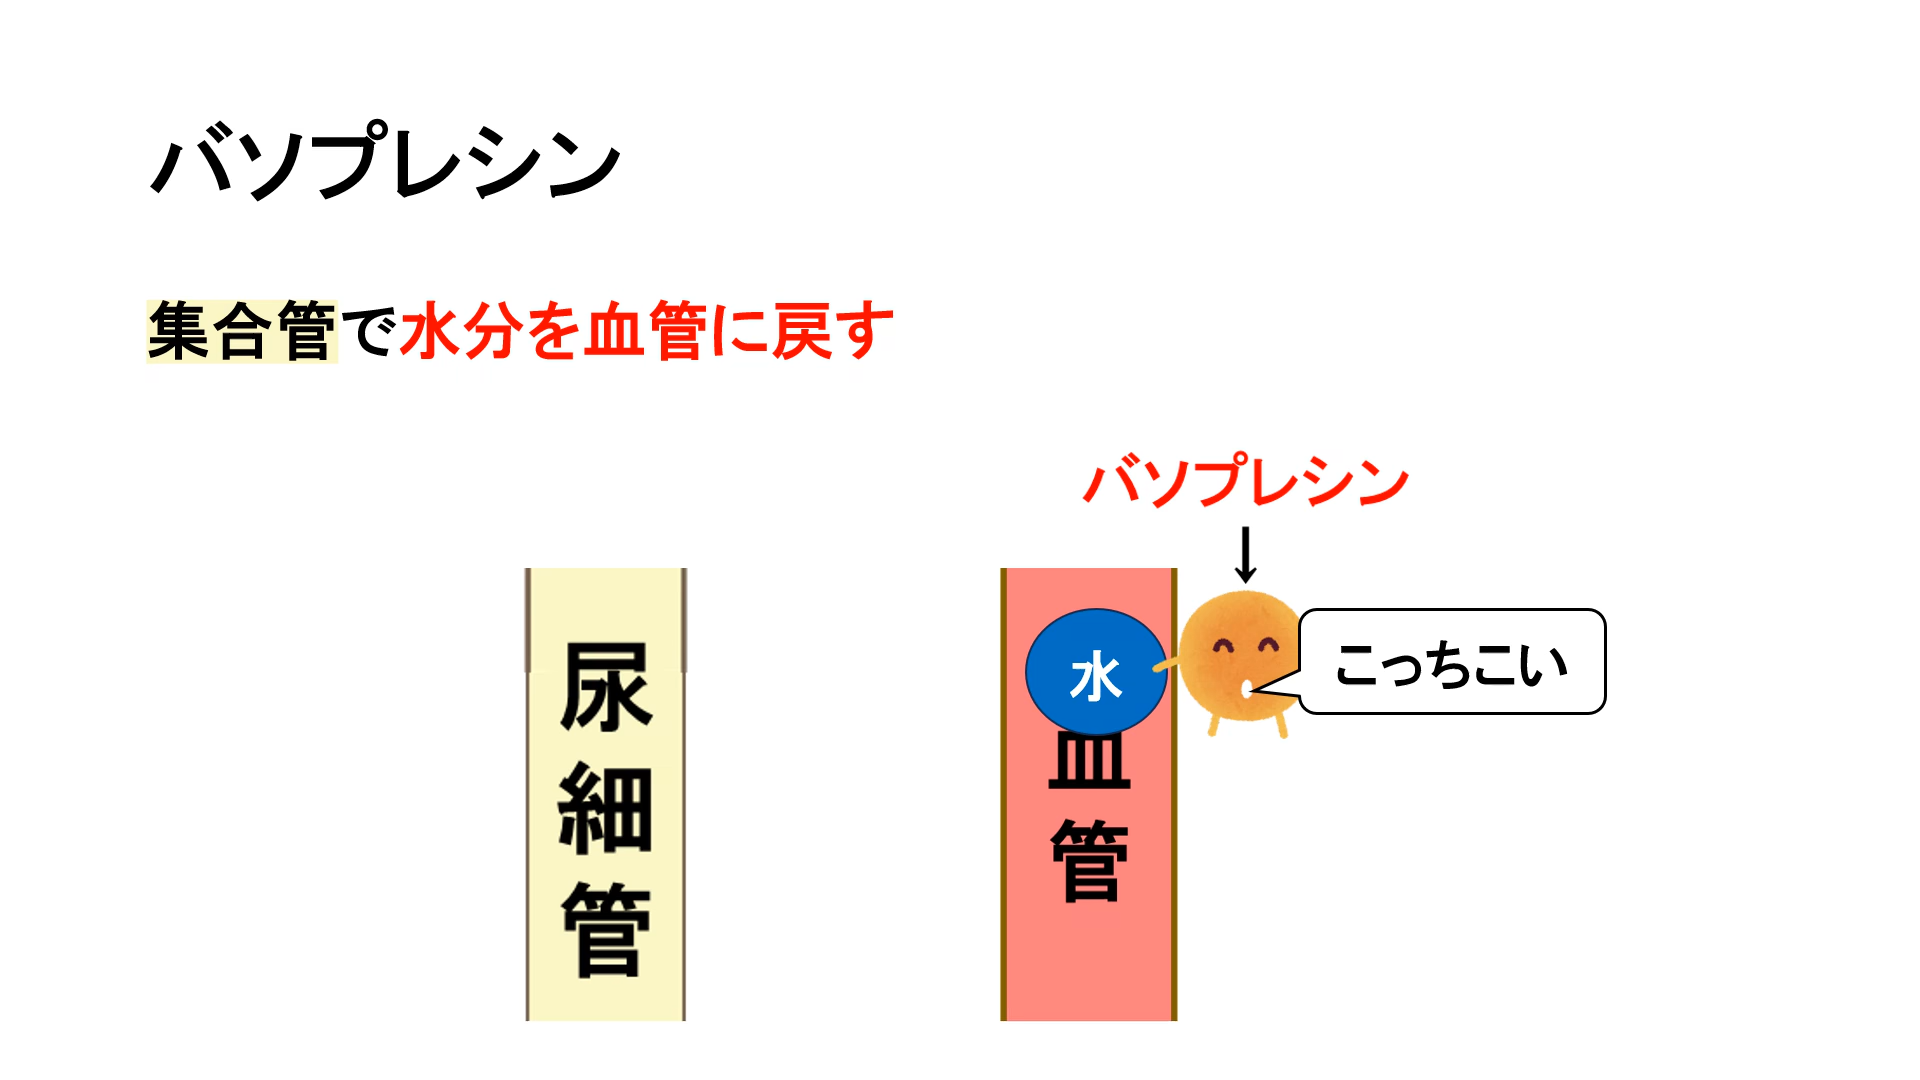 バソプレシン
集合管で水分を血管に戻す
バソプレシン
水
こっちこい
尿細管
血管